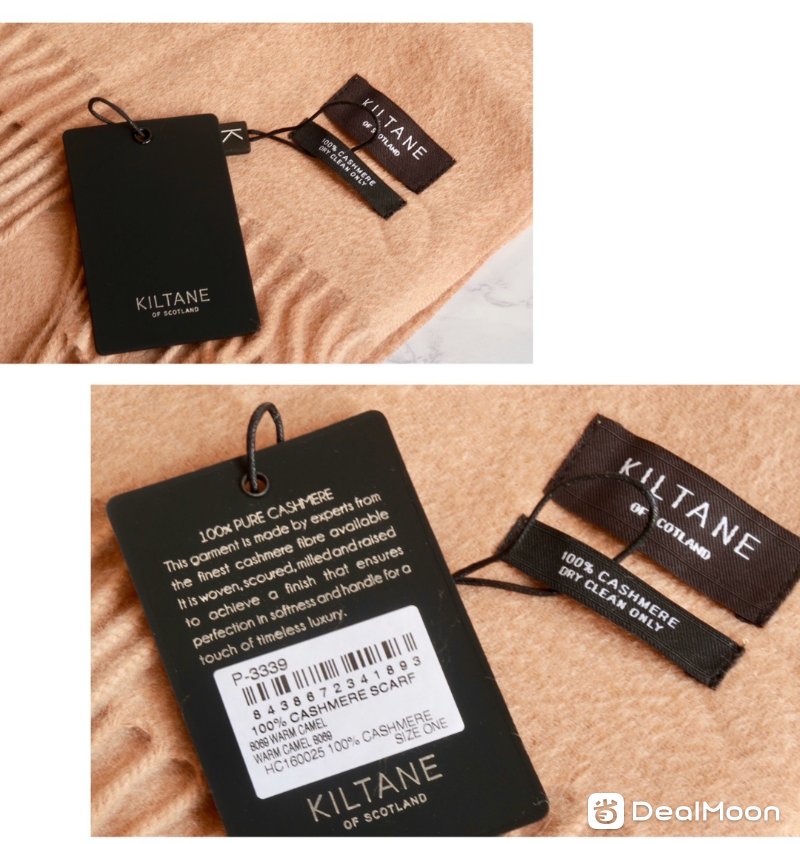 K
KILTANE
OF SCOTLAND
100% CASHMERE
DRY CLEAN ONLY
KILTANE
OF SCOTLAND
100% PURE CASHMERE
This garment is made by experts from
the finest cashmere fibre available
It is woven, scoured, milled and raised
to achieve a finish that ensures
perfection in softness and handle for a
touch of timeless luxury.
P-3339
8438672341893
100% CASHMERE SCARF
8069 WARM CAMEL
WARM CAMEL 8069
HC160025 100% CASHMERE
SIZE ONE
KILTANE
OF SCOTLAND
KILTANE
OF SCOTLAND
100% CASHMERE
DRY CLEAN ONLY
DealMoon